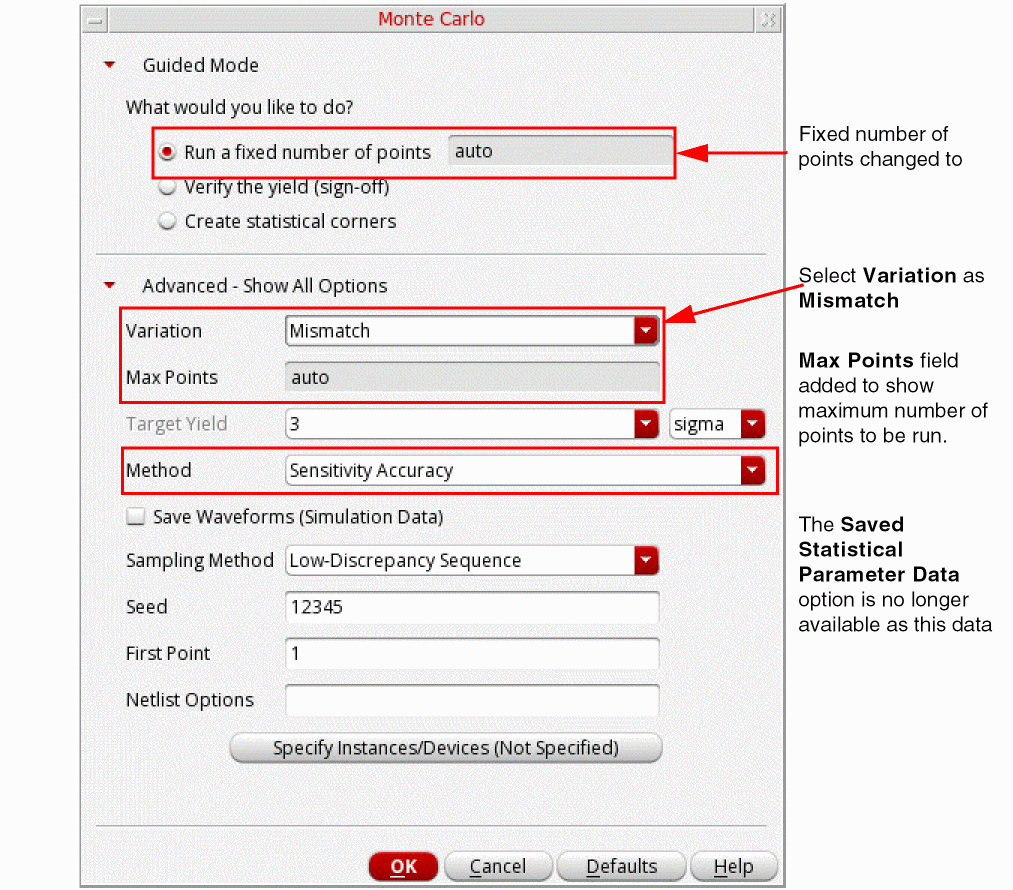 Monte Carlo
Guided Mode
What would you like to do?
Run a fixed number of points auto
Verify the yield (sign-off)
Create statistical corners
Advanced - Show All Options
Variation Mismatch
Max Points auto
Target Yield 3 sigma
Method Sensitivity Accuracy
Save Waveforms (Simulation Data)
Sampling Method Low-Discrepancy Sequence
Seed 12345
First Point 1
Netlist Options
Specify Instances/Devices (Not Specified)
OK Cancel Defaults Help
Fixed number of
points changed to
Select Variation as
Mismatch
Max Points field
added to show
maximum number of
points to be run.
The Saved
Statistical
Parameter Data
option is no longer
available as this data